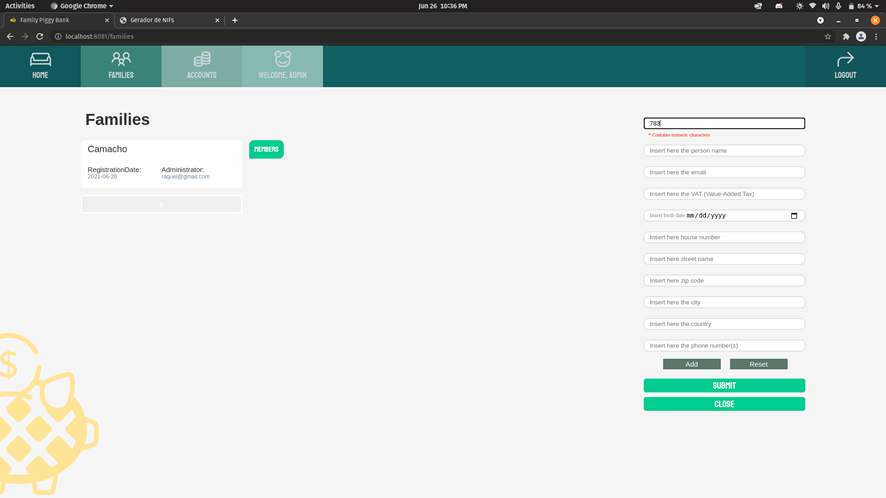 Activities
Google Chrome
Jun 26 10:36 PM
84 %
Family Piggy Bank
Gerador de NIFs
localhost:8081/families
HOME
FAMILIES
ACCOUNTS
WELCOME, ADMIN
LOGOUT
Families
Camacho
RegistrationDate:
2021-06-26
Administrator:
raquel@gmail.com
MEMBERS
+
783
* Contains numeric characters
Insert here the person name
Insert here the email
Insert here the VAT (Value-Added Tax)
Insert birth date mm/dd/yyyy
Insert here house number
Insert here street name
Insert here zip code
Insert here the city
Insert here the country
Insert here the phone number(s)
Add
Reset
SUBMIT
CLOSE
$